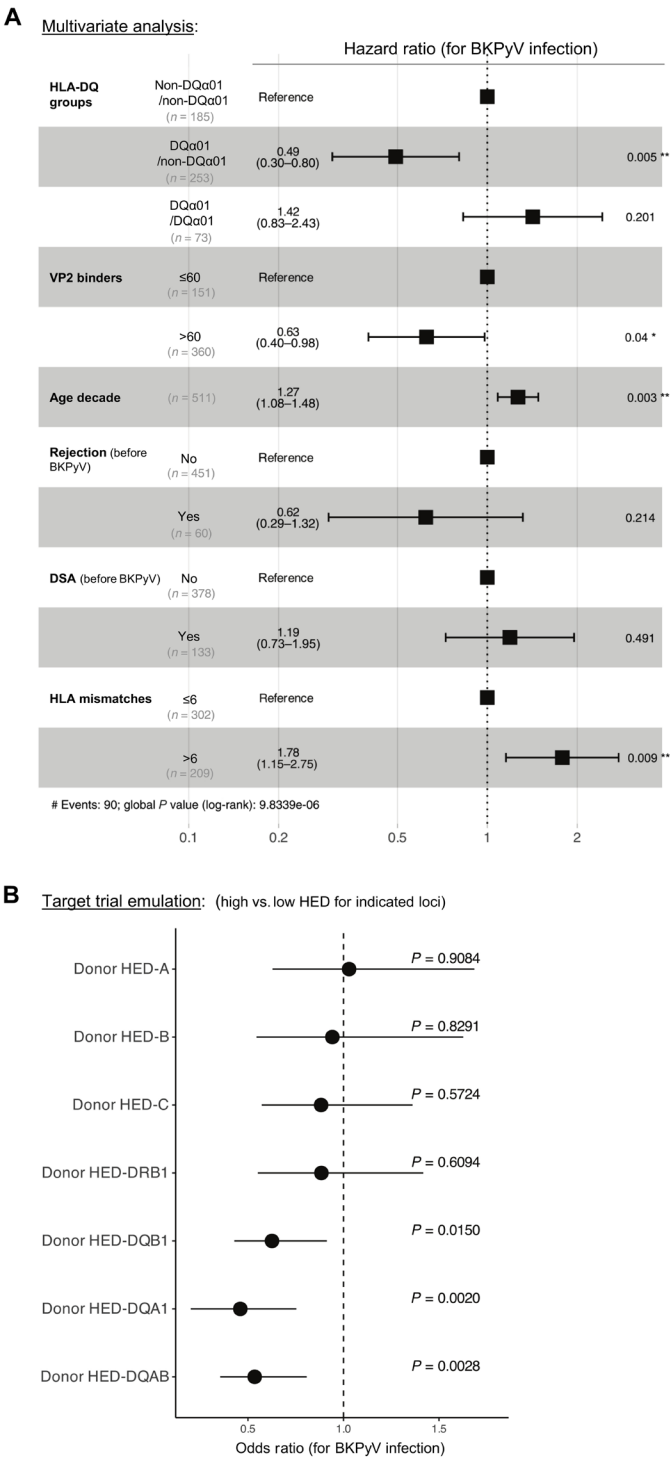 A
Multivariate analysis:
Hazard ratio (for BKPyV infection)
HLA-DQ groups
Non-DQα01 /non-DQα01
(n = 185)
Reference
DQα01 /non-DQα01
(n = 253)
0.49
(0.30–0.80)
0.005 **
DQα01 /DQα01
(n = 73)
1.42
(0.83–2.43)
0.201
VP2 binders
≤60
(n = 151)
Reference
>60
(n = 360)
0.63
(0.40–0.98)
0.04 *
Age decade
(n = 511)
1.27
(1.08–1.48)
0.003 **
Rejection (before BKPyV)
No
(n = 451)
Reference
Yes
(n = 60)
0.62
(0.29–1.32)
0.214
DSA (before BKPyV)
No
(n = 378)
Reference
Yes
(n = 133)
1.19
(0.73–1.95)
0.491
HLA mismatches
≤6
(n = 302)
Reference
>6
(n = 209)
1.78
(1.15–2.75)
0.009 **
# Events: 90; global P value (log-rank): 9.8339e-06
0.1 0.2 0.5 1 2
B
Target trial emulation: (high vs. low HED for indicated loci)
Donor HED-A P = 0.9084
Donor HED-B P = 0.8291
Donor HED-C P = 0.5724
Donor HED-DRB1 P = 0.6094
Donor HED-DQB1 P = 0.0150
Donor HED-DQA1 P = 0.0020
Donor HED-DQAB P = 0.0028
0.5 1.0 1.5
Odds ratio (for BKPyV infection)